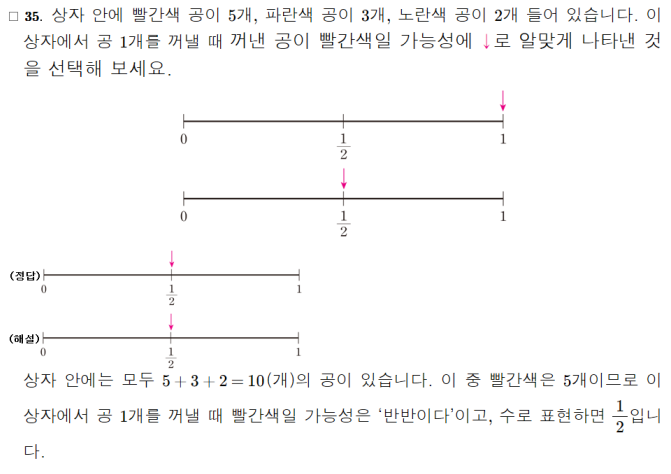 □ 35. 상자 안에 빨간색 공이 5개, 파란색 공이 3개, 노란색 공이 2개 들어 있습니다. 이
상자에서 공 1개를 꺼낼 때 꺼낸 공이 빨간색일 가능성에 ↓로 알맞게 나타낸 것
을 선택해 보세요.
0 1/2 1
0 1/2 1
(정답)
0 1/2 1
(해설)
0 1/2 1
상자 안에는 모두 5+3+2=10(개)의 공이 있습니다. 이 중 빨간색은 5개이므로 이
상자에서 공 1개를 꺼낼 때 빨간색일 가능성은 ‘반반이다’이고, 수로 표현하면 1/2입니
다.